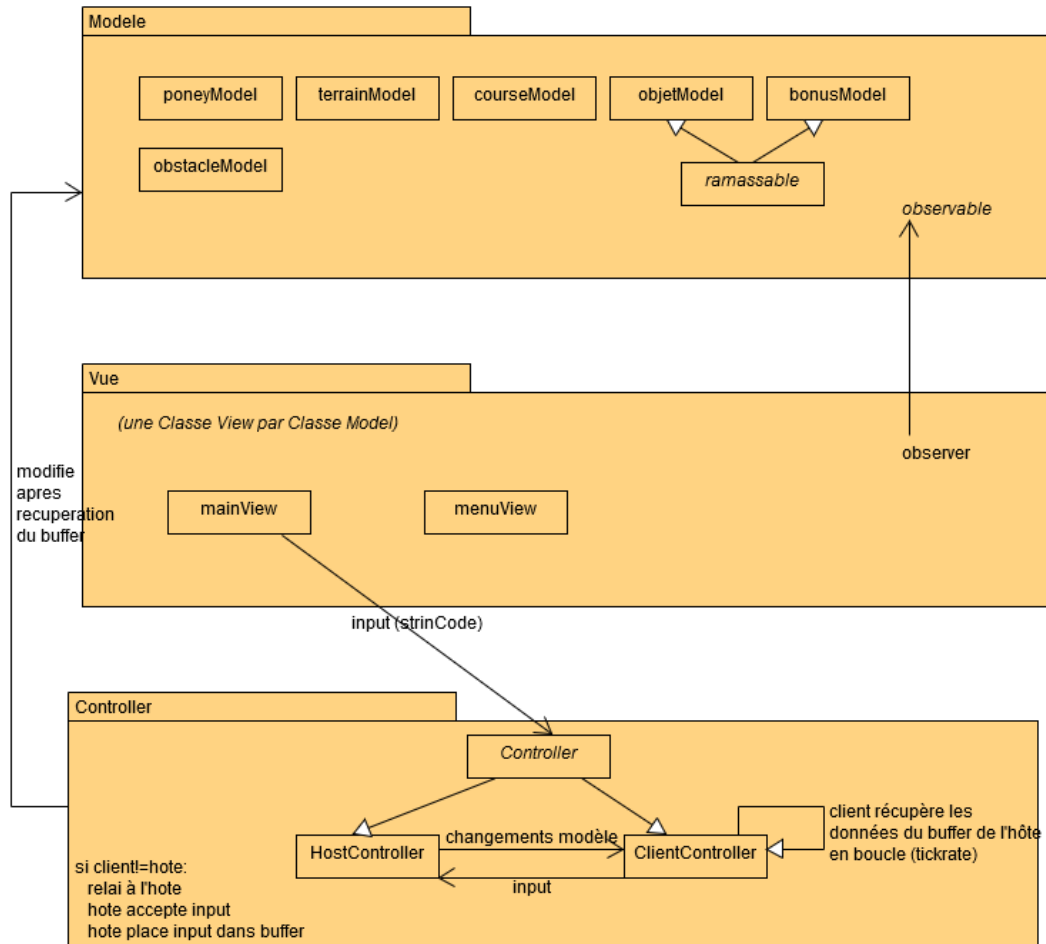 Modele
poneyModel
terrainModel
courseModel
objetModel
bonusModel
obstacleModel
ramassable
observable
Vue
(une Classe View par Classe Model)
observer
modifie
apres
recuperation
du buffer
mainView
menuView
input (strinCode)
Controller
Controller
HostController
changements modèle
ClientController
input
client récupère les
données du buffer de l'hôte
en boucle (tickrate)
si client!=hote:
relai à l'hote
hote accepte input
hote place input dans buffer